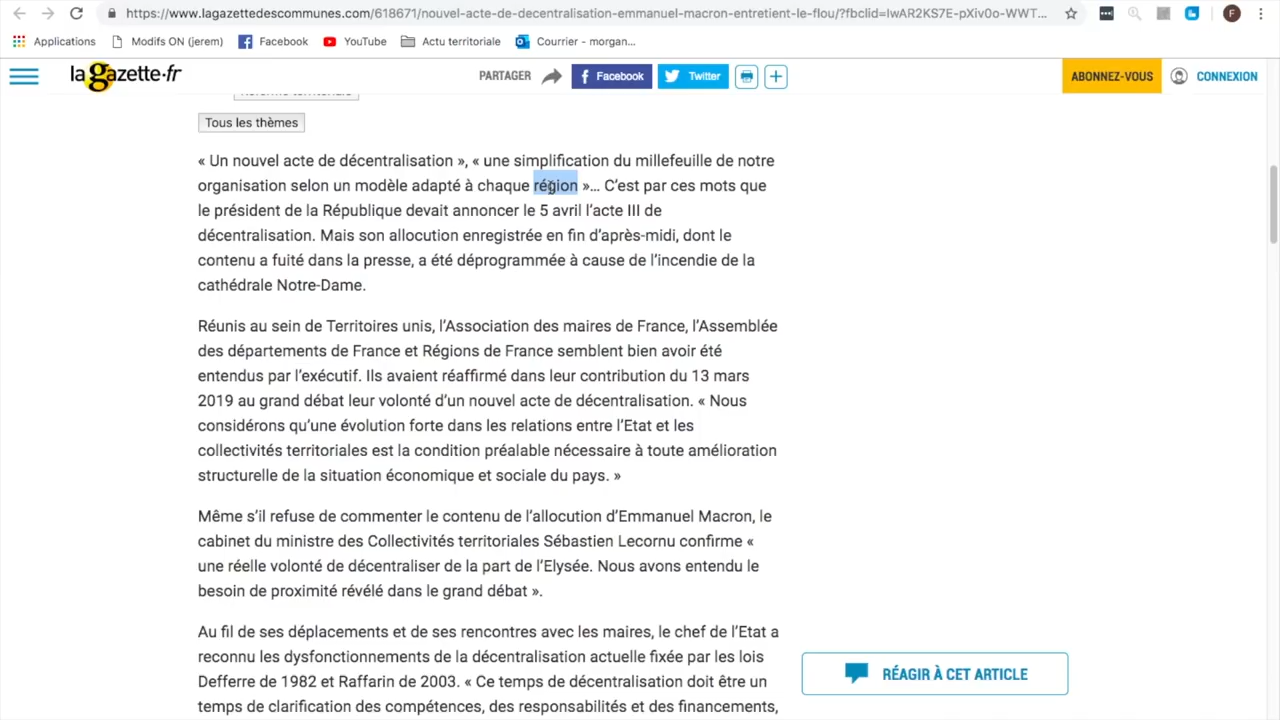 https://www.lagazettedescommunes.com/618671/nouvel-acte-de-decentralisation-emmanuel-macron-entretient-le-flou/?fbclid=IwAR2KS7E-pXiv0o-WWT...
F
Applications
Modifs ON (jerem)
Facebook
YouTube
Actu territoriale
Courrier - morgan...
la gazette·fr
PARTAGER
Facebook
Twitter
ABONNEZ-VOUS
CONNEXION
Réforme territoriale
Tous les thèmes
« Un nouvel acte de décentralisation », « une simplification du millefeuille de notre
organisation selon un modèle adapté à chaque région »… C’est par ces mots que
le président de la République devait annoncer le 5 avril l’acte III de
décentralisation. Mais son allocution enregistrée en fin d’après-midi, dont le
contenu a fuité dans la presse, a été déprogrammée à cause de l’incendie de la
cathédrale Notre-Dame.
Réunis au sein de Territoires unis, l’Association des maires de France, l’Assemblée
des départements de France et Régions de France semblent bien avoir été
entendus par l’exécutif. Ils avaient réaffirmé dans leur contribution du 13 mars
2019 au grand débat leur volonté d’un nouvel acte de décentralisation. « Nous
considérons qu’une évolution forte dans les relations entre l’Etat et les
collectivités territoriales est la condition préalable nécessaire à toute amélioration
structurelle de la situation économique et sociale du pays. »
Même s’il refuse de commenter le contenu de l’allocution d’Emmanuel Macron, le
cabinet du ministre des Collectivités territoriales Sébastien Lecornu confirme «
une réelle volonté de décentraliser de la part de l’Elysée. Nous avons entendu le
besoin de proximité révélé dans le grand débat ».
Au fil de ses déplacements et de ses rencontres avec les maires, le chef de l’Etat a
reconnu les dysfonctionnements de la décentralisation actuelle fixée par les lois
Defferre de 1982 et Raffarin de 2003. « Ce temps de décentralisation doit être un
temps de clarification des compétences, des responsabilités et des financements,
RÉAGIR À CET ARTICLE